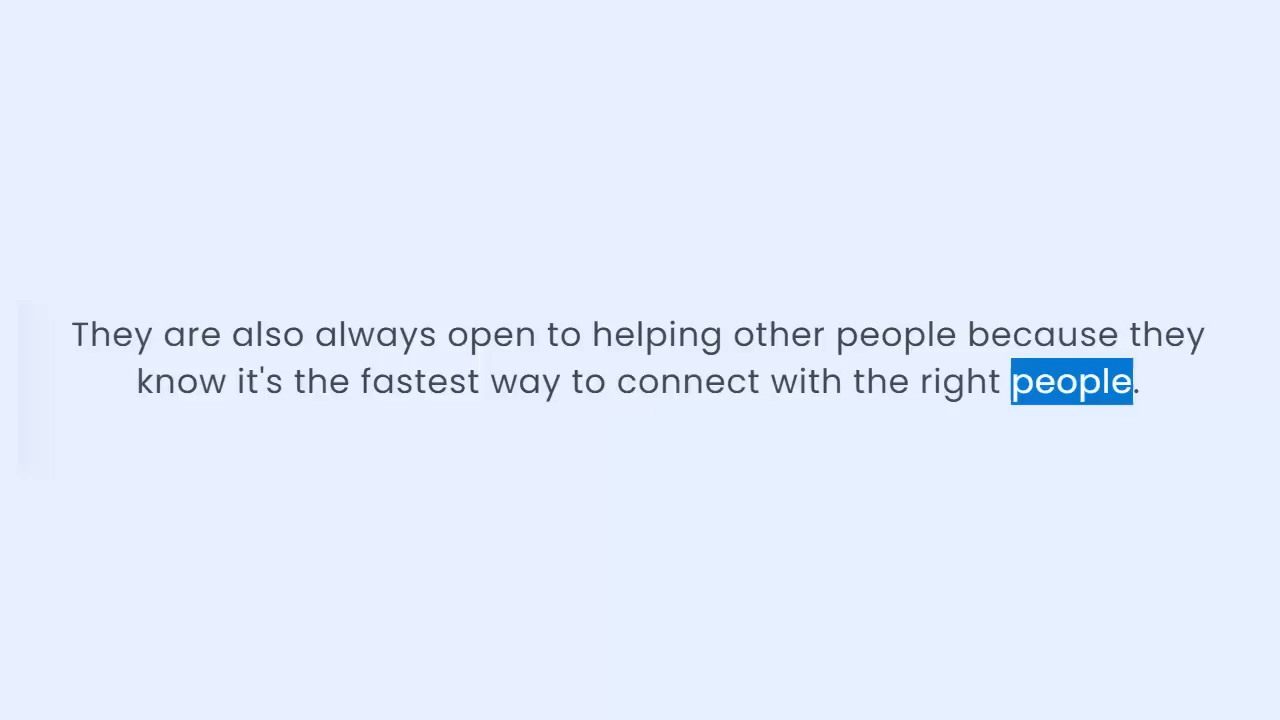 They are also always open to helping other people because they
know it's the fastest way to connect with the right people.